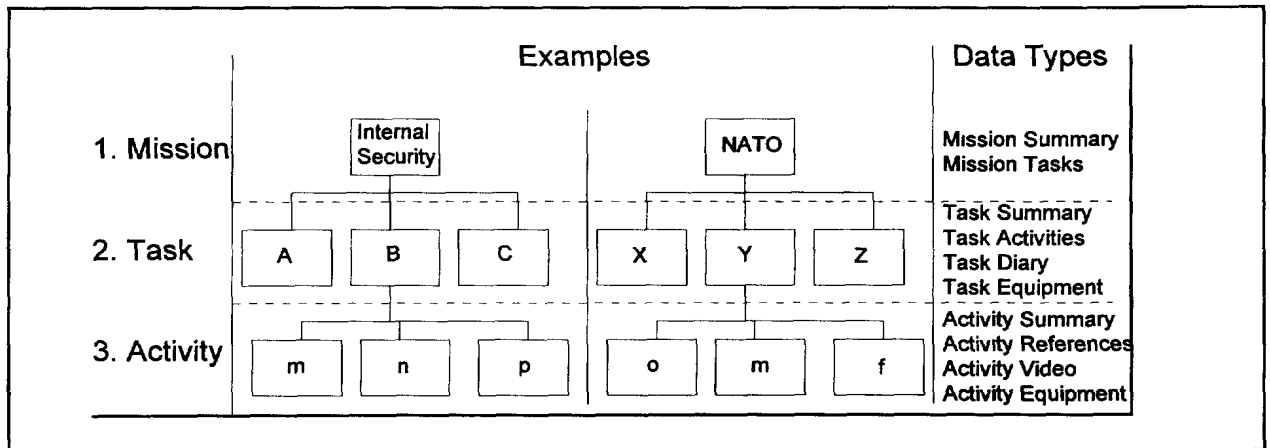 Examples
Data Types
1. Mission
Internal
Security
NATO
Mission Summary
Mission Tasks
2. Task
A
B
C
X
Y
Z
Task Summary
Task Activities
Task Diary
Task Equipment
3. Activity
m
n
p
o
m
f
Activity Summary
Activity References
Activity Video
Activity Equipment